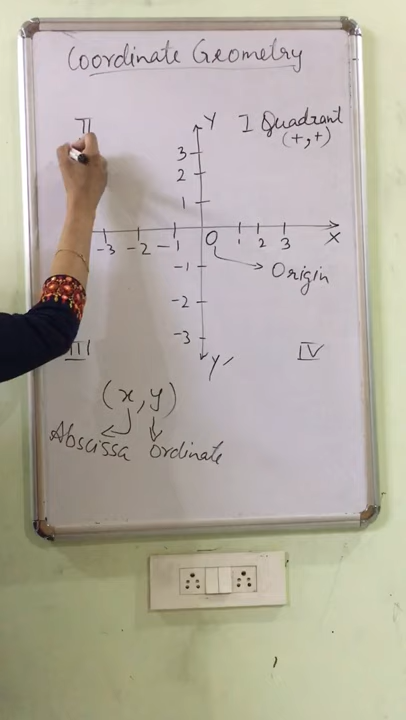 Coordinate Geometry
II
Y
I Quadrant
(+,+)
3
2
1
-3 -2 -1 O 1 2 3 X
-1
Origin
-2
-3
Y′
III
IV
(x, y)
Abscissa ordinate